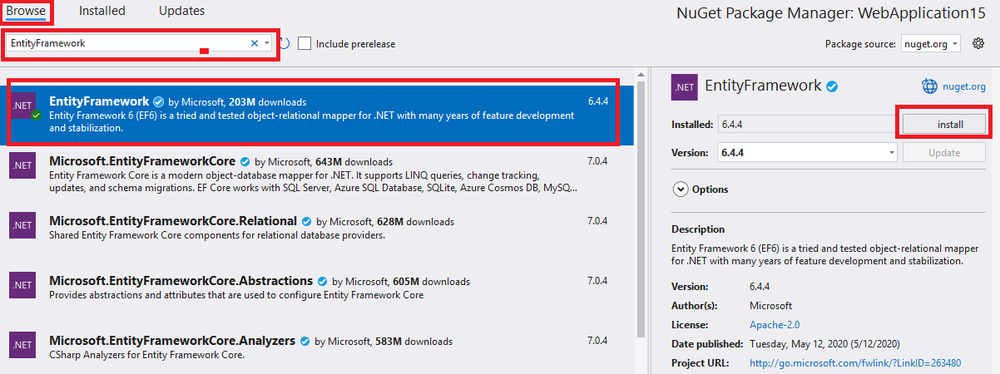 Browse Installed Updates NuGet Package Manager: WebApplication15
EntityFramework Include prerelease Package source: nuget.org
.NET EntityFramework by Microsoft, 203M downloads 6.4.4
Entity Framework 6 (EF6) is a tried and tested object-relational mapper for .NET with many years of feature development
and stabilization.
.NET Microsoft.EntityFrameworkCore by Microsoft, 643M downloads 7.0.4
Entity Framework Core is a modern object-database mapper for .NET. It supports LINQ queries, change tracking,
updates, and schema migrations. EF Core works with SQL Server, Azure SQL Database, SQLite, Azure Cosmos DB, MySQ...
.NET Microsoft.EntityFrameworkCore.Relational by Microsoft, 628M downloads 7.0.4
Shared Entity Framework Core components for relational database providers.
.NET Microsoft.EntityFrameworkCore.Abstractions by Microsoft, 605M downloads 7.0.4
Provides abstractions and attributes that are used to configure Entity Framework Core
.NET Microsoft.EntityFrameworkCore.Analyzers by Microsoft, 583M downloads 7.0.4
CSharp Analyzers for Entity Framework Core.
.NET EntityFramework nuget.org
Installed: 6.4.4 install
Version: 6.4.4 Update
Options
Description
Entity Framework 6 (EF6) is a tried and tested object-relational mapper
for .NET with many years of feature development and stabilization.
Version: 6.4.4
Author(s): Microsoft
License: Apache-2.0
Date published: Tuesday, May 12, 2020 (5/12/2020)
Project URL: http://go.microsoft.com/fwlink/?LinkID=263480